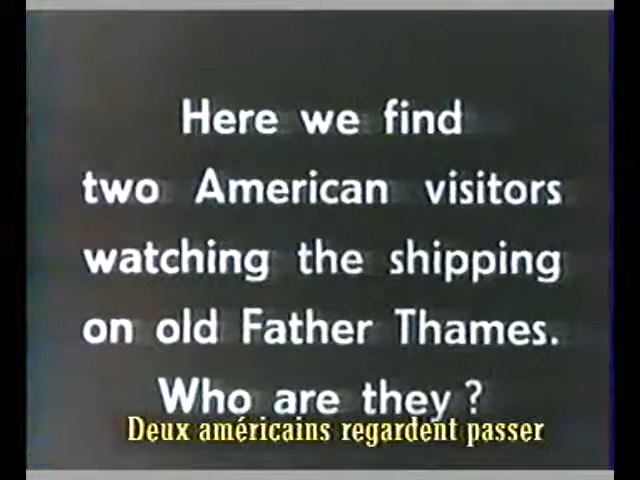 Here we find
two American visitors
watching the shipping
on old Father Thames.
Who are they ?
Deux américains regardent passer